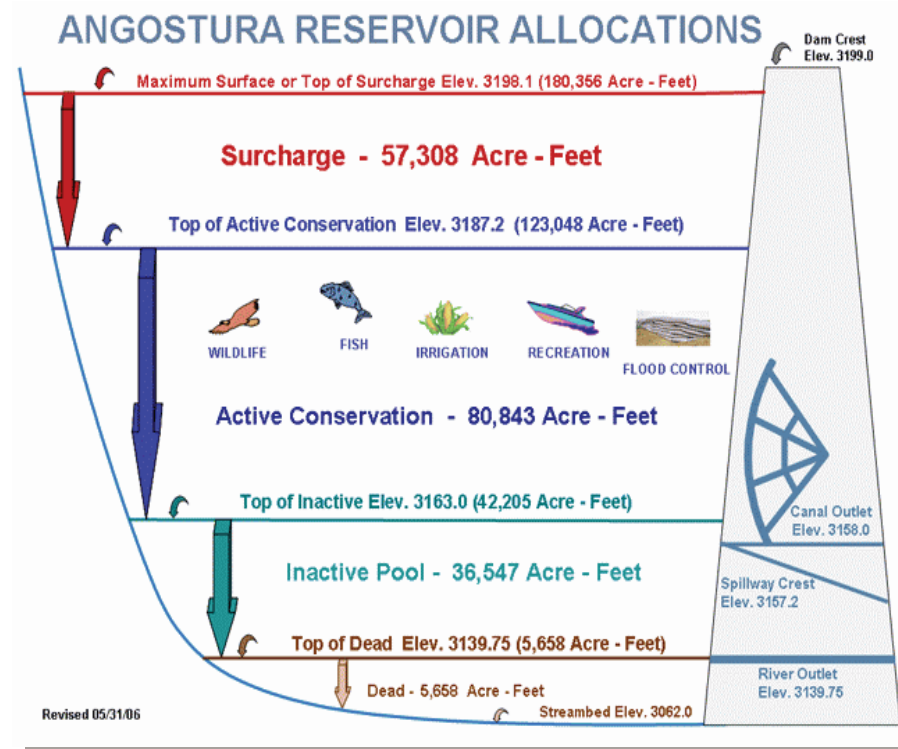 ANGOSTURA RESERVOIR ALLOCATIONS
Dam Crest
Elev. 3199.0
Maximum Surface or Top of Surcharge Elev. 3198.1 (180,356 Acre - Feet)
Surcharge - 57,308 Acre - Feet
Top of Active Conservation Elev. 3187.2 (123,048 Acre - Feet)
WILDLIFE
FISH
IRRIGATION
RECREATION
FLOOD CONTROL
Active Conservation - 80,843 Acre - Feet
Top of Inactive Elev. 3163.0 (42,205 Acre - Feet)
Canal Outlet
Elev. 3158.0
Inactive Pool - 36,547 Acre - Feet
Spillway Crest
Elev. 3157.2
Top of Dead Elev. 3139.75 (5,658 Acre - Feet)
River Outlet
Elev. 3139.75
Dead - 5,658 Acre - Feet
Revised 05/31/06
Streambed Elev. 3062.0